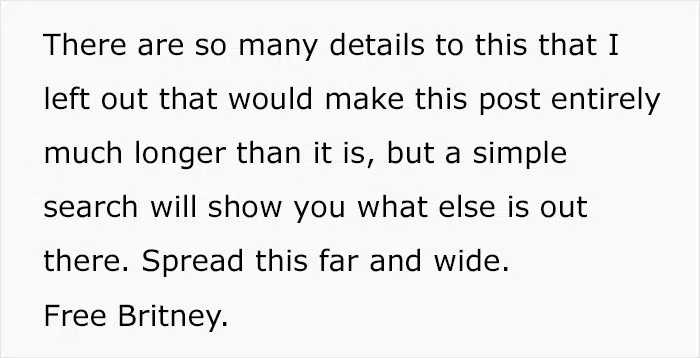 There are so many details to this that I
left out that would make this post entirely
much longer than it is, but a simple
search will show you what else is out
there. Spread this far and wide.
Free Britney.